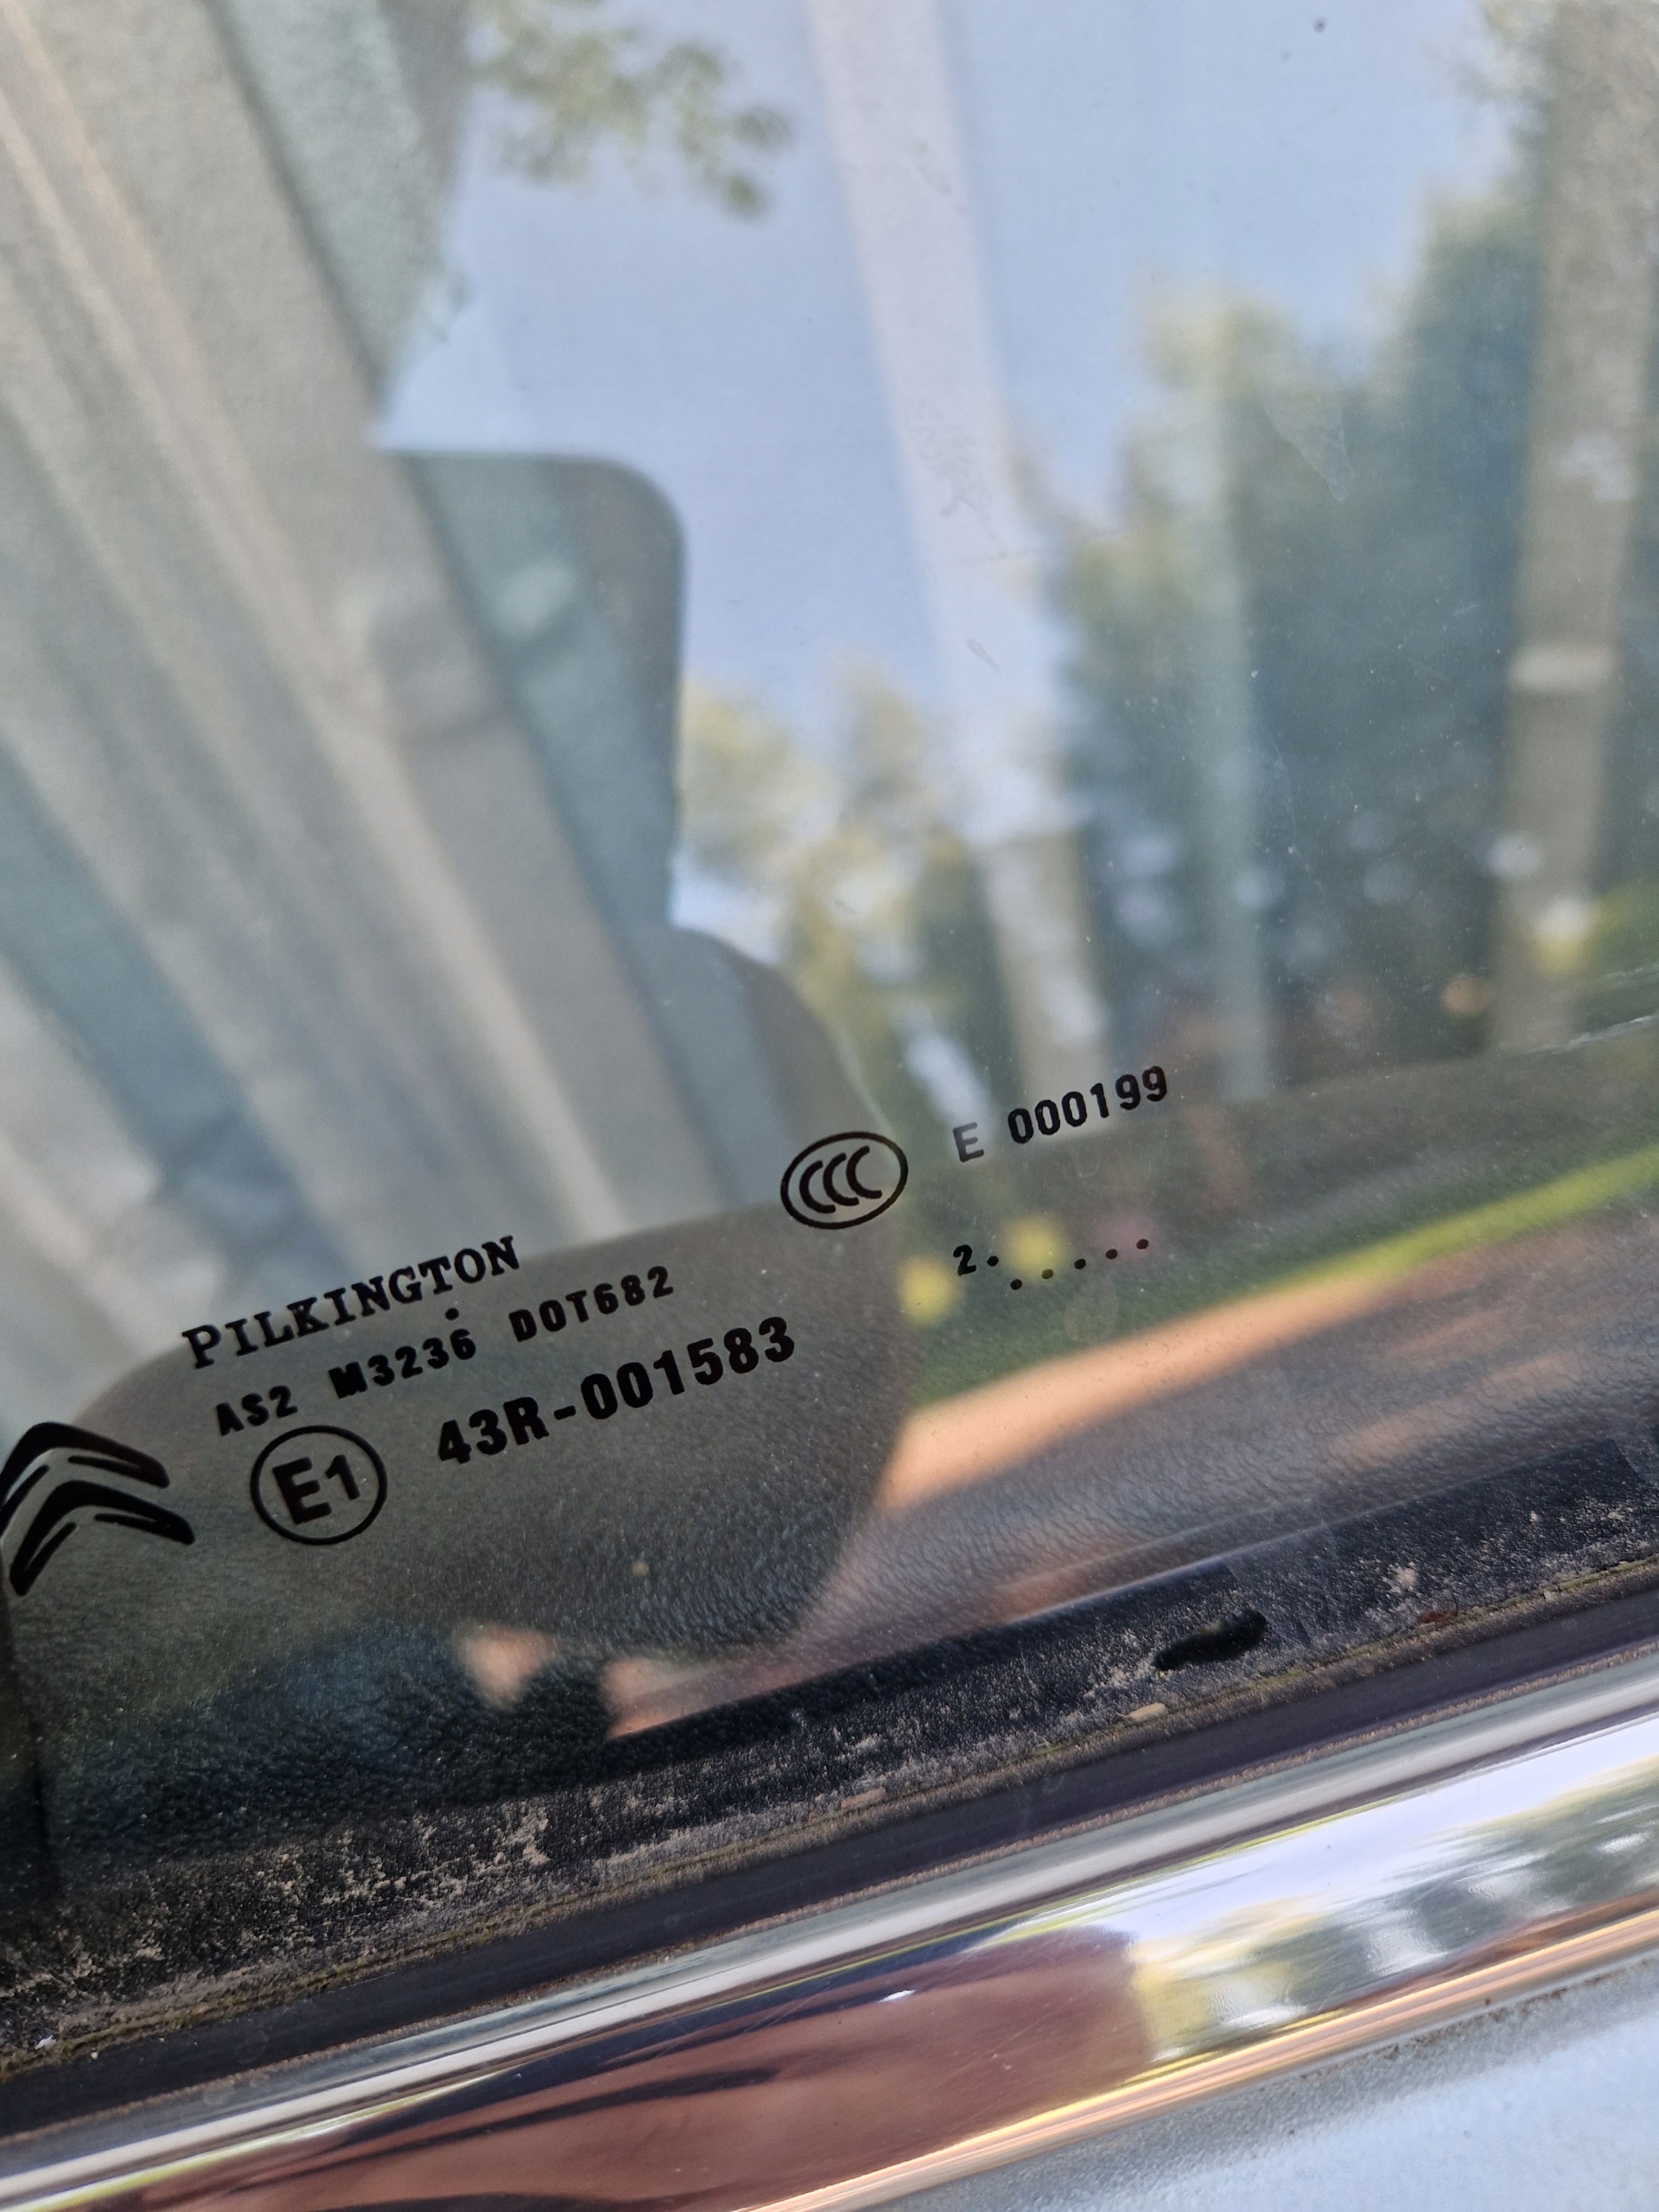 PILKINGTON
AS2 M3236 DOT682
E1 43R-001583
CCC E 000199
2. .....